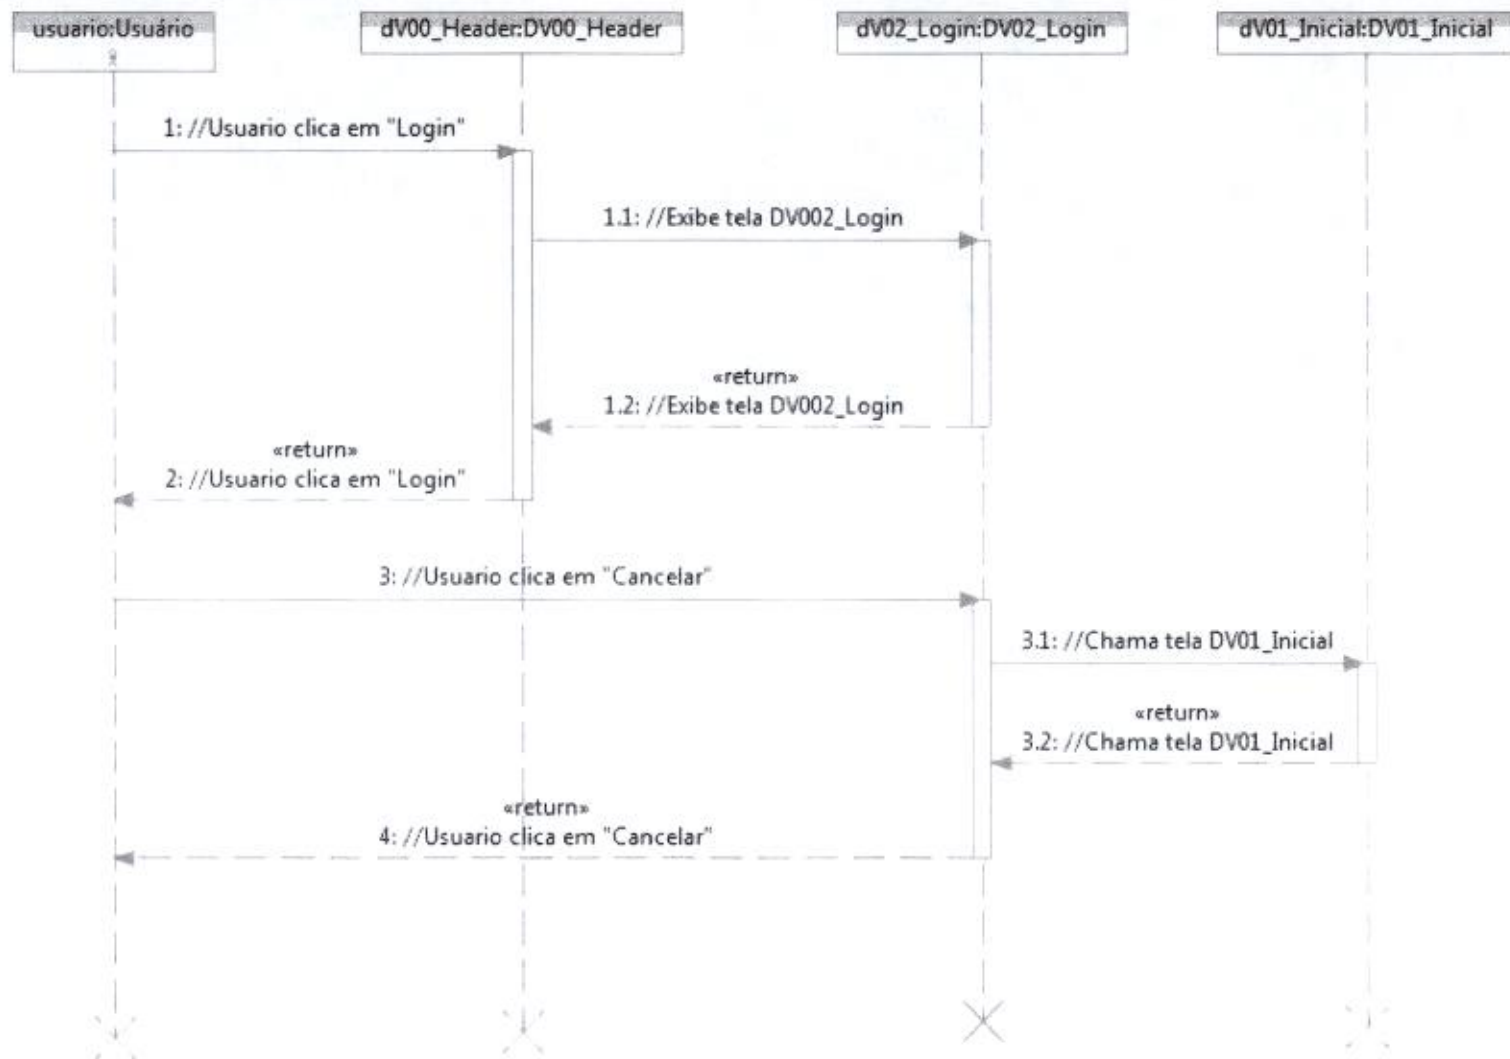 usuario:Usuário
dV00_Header:DV00_Header
dV02_Login:DV02_Login
dV01_Inicial:DV01_Inicial
1: //Usuario clica em "Login"
1.1: //Exibe tela DV002_Login
«return»
1.2: //Exibe tela DV002_Login
«return»
2: //Usuario clica em "Login"
3: //Usuario clica em "Cancelar"
3.1: //Chama tela DV01_Inicial
«return»
3.2: //Chama tela DV01_Inicial
«return»
4: //Usuario clica em "Cancelar"